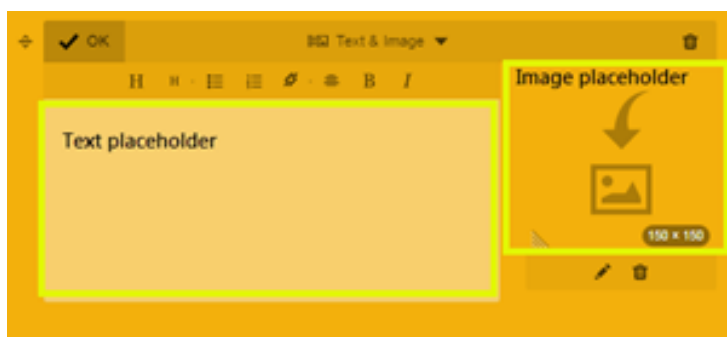 OK
Text & Image
H H B I
Image placeholder
Text placeholder
150 × 150